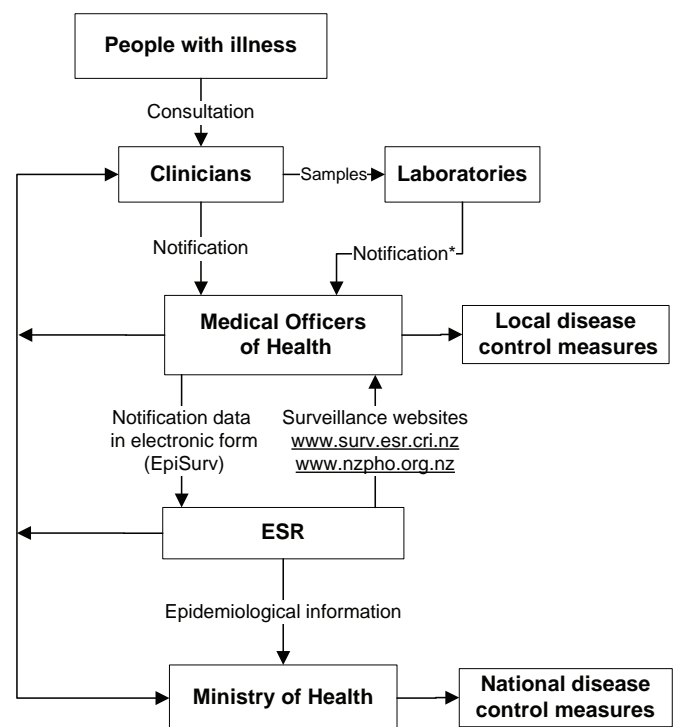 People with illness
Consultation
Clinicians
Samples
Laboratories
Notification
Notification*
Medical Officers
of Health
Local disease
control measures
Notification data
in electronic form
(EpiSurv)
Surveillance websites
www.surv.esr.cri.nz
www.nzpho.org.nz
ESR
Epidemiological information
Ministry of Health
National disease
control measures